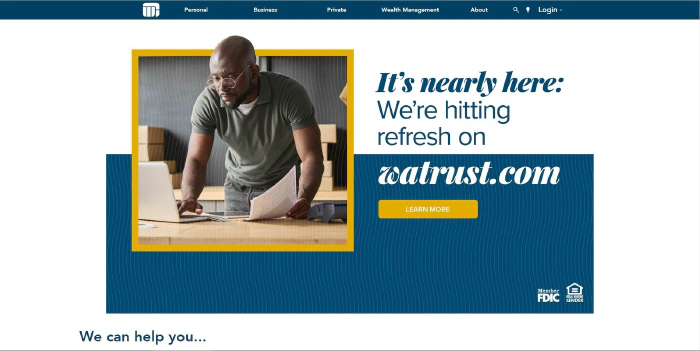 Personal Business Private Wealth Management About Login
It's nearly here:
We're hitting
refresh on
watrust.com
LEARN MORE
Member
FDIC
EQUAL HOUSING
LENDER
We can help you...